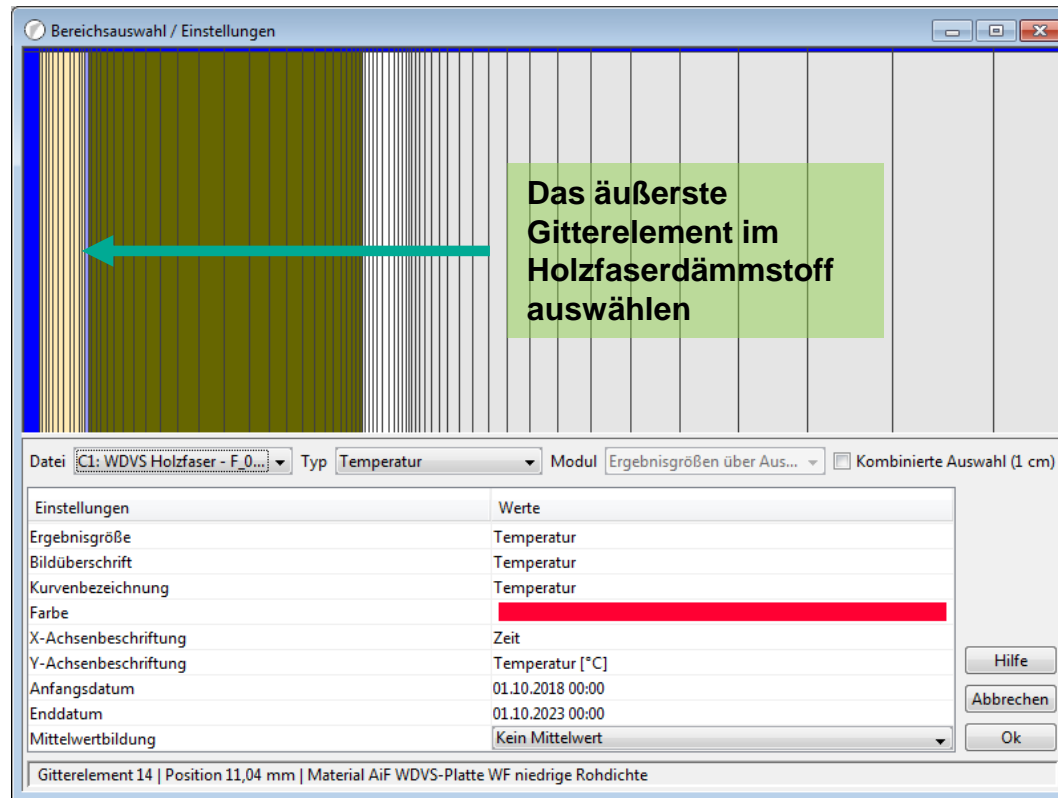 Bereichsauswahl / Einstellungen
Das äußerste
Gitterelement im
Holzfaserdämmstoff
auswählen
Datei C1: WDVS Holzfaser - F_0... Typ Temperatur Modul Ergebnisgrößen über Aus... Kombinierte Auswahl (1 cm)
Einstellungen Werte
Ergebnisgröße Temperatur
Bildüberschrift Temperatur
Kurvenbezeichnung Temperatur
Farbe
X-Achsenbeschriftung Zeit
Y-Achsenbeschriftung Temperatur [°C]
Anfangsdatum 01.10.2018 00:00
Enddatum 01.10.2023 00:00
Mittelwertbildung Kein Mittelwert
Hilfe
Abbrechen
Ok
Gitterelement 14 | Position 11,04 mm | Material AiF WDVS-Platte WF niedrige Rohdichte